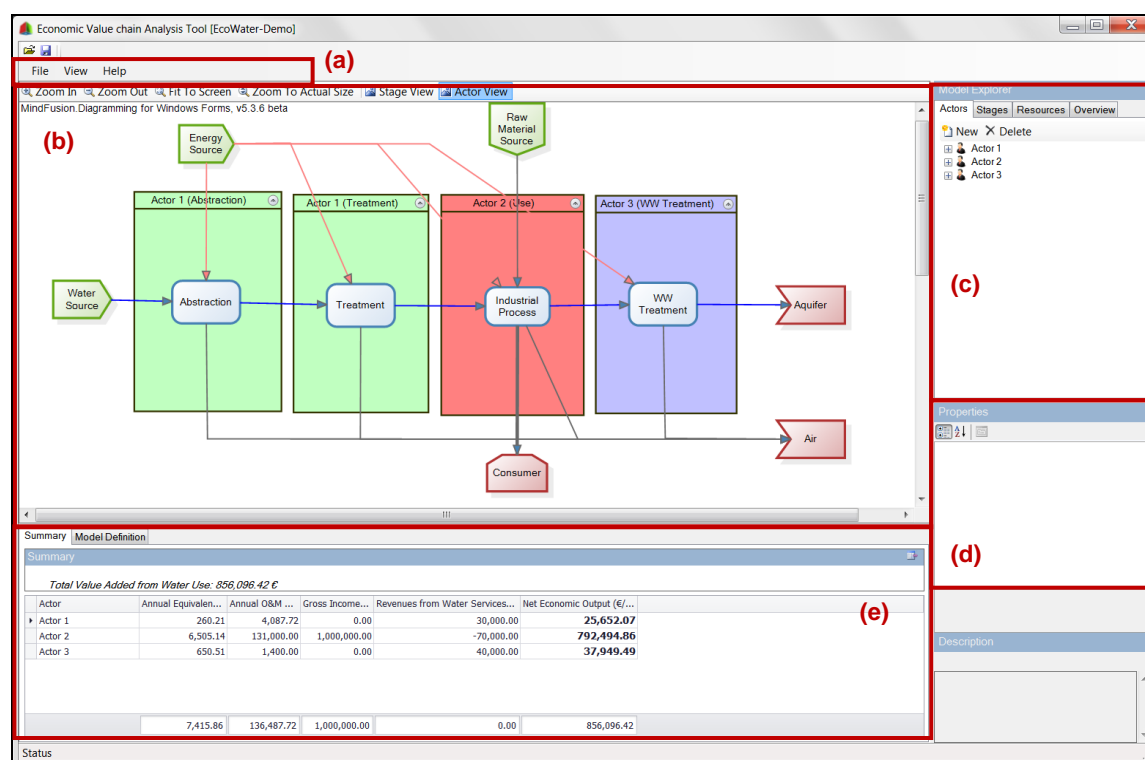 Economic Value chain Analysis Tool [EcoWater-Demo]
(a)
File View Help
Zoom In Zoom Out Fit To Screen Zoom To Actual Size Stage View Actor View
MindFusion.Diagramming for Windows Forms, v5.3.6 beta
(b)
Energy
Source
Raw
Material
Source
Actor 1 (Abstraction)
Actor 1 (Treatment)
Actor 2 (Use)
Actor 3 (WW Treatment)
Water
Source
Abstraction
Treatment
Industrial
Process
WW
Treatment
Aquifer
Air
Consumer
Model Explorer
Actors Stages Resources Overview
New Delete
Actor 1
Actor 2
Actor 3
(c)
Properties
(d)
Description
Summary Model Definition
Summary
Total Value Added from Water Use: 856,096.42 €
(e)
Actor Annual Equivalen... Annual O&M ... Gross Income... Revenues from Water Services... Net Economic Output (€/...
Actor 1 260.21 4,087.72 0.00 30,000.00 25,652.07
Actor 2 6,505.14 131,000.00 1,000,000.00 -70,000.00 792,494.86
Actor 3 650.51 1,400.00 0.00 40,000.00 37,949.49
7,415.86 136,487.72 1,000,000.00 0.00 856,096.42
Status